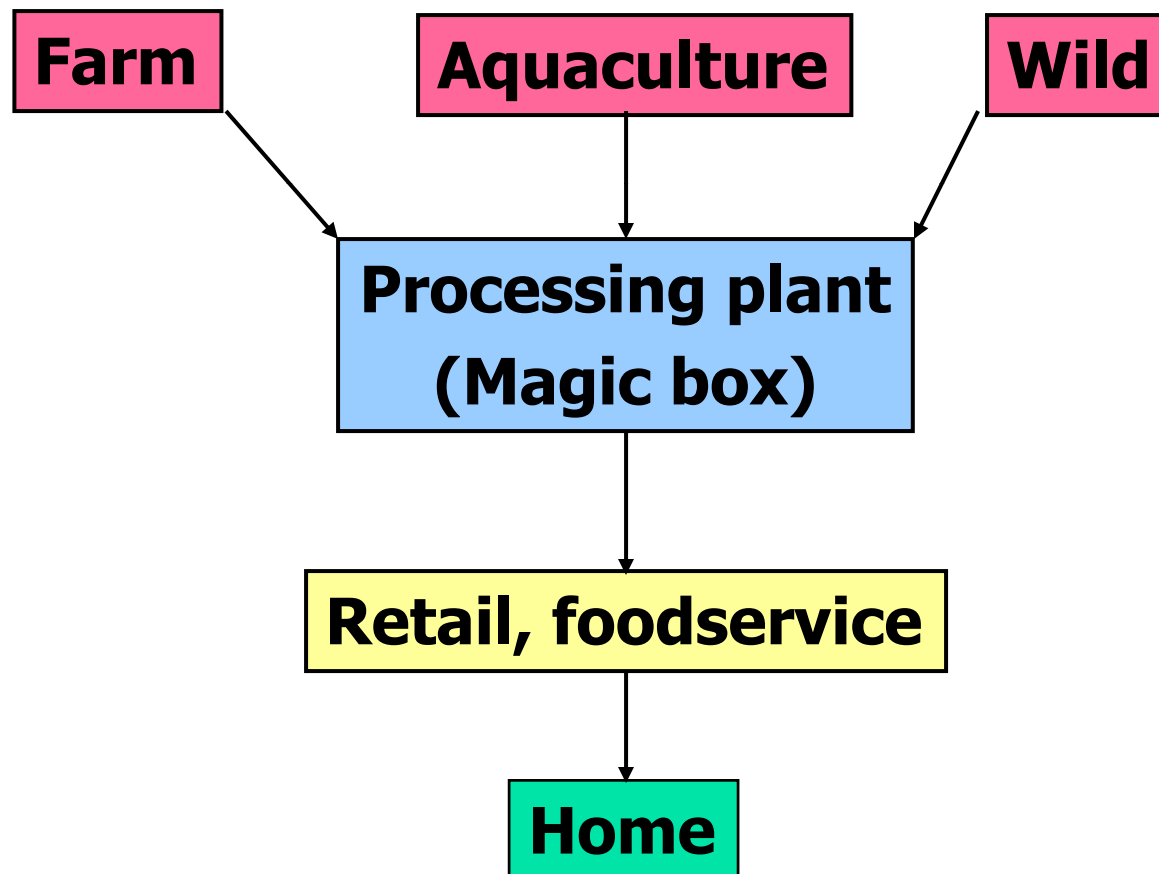 Farm
Aquaculture
Wild
Processing plant
(Magic box)
Retail, foodservice
Home